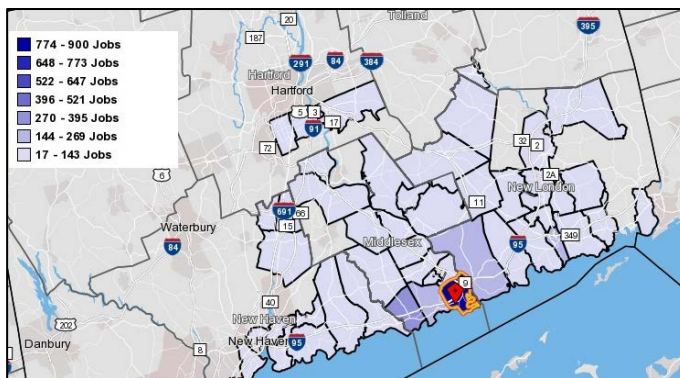 774 - 900 Jobs
648 - 773 Jobs
522 - 647 Jobs
396 - 521 Jobs
270 - 395 Jobs
144 - 269 Jobs
17 - 143 Jobs
Tolland
20
395
187
291
84
384
Hartford
Hartford
5
3
17
91
72
32
2
6
2A
New London
691
66
11
15
Waterbury
Middlesex
95
349
84
9
40
202
New Haven
New Haven
95
8
Danbury